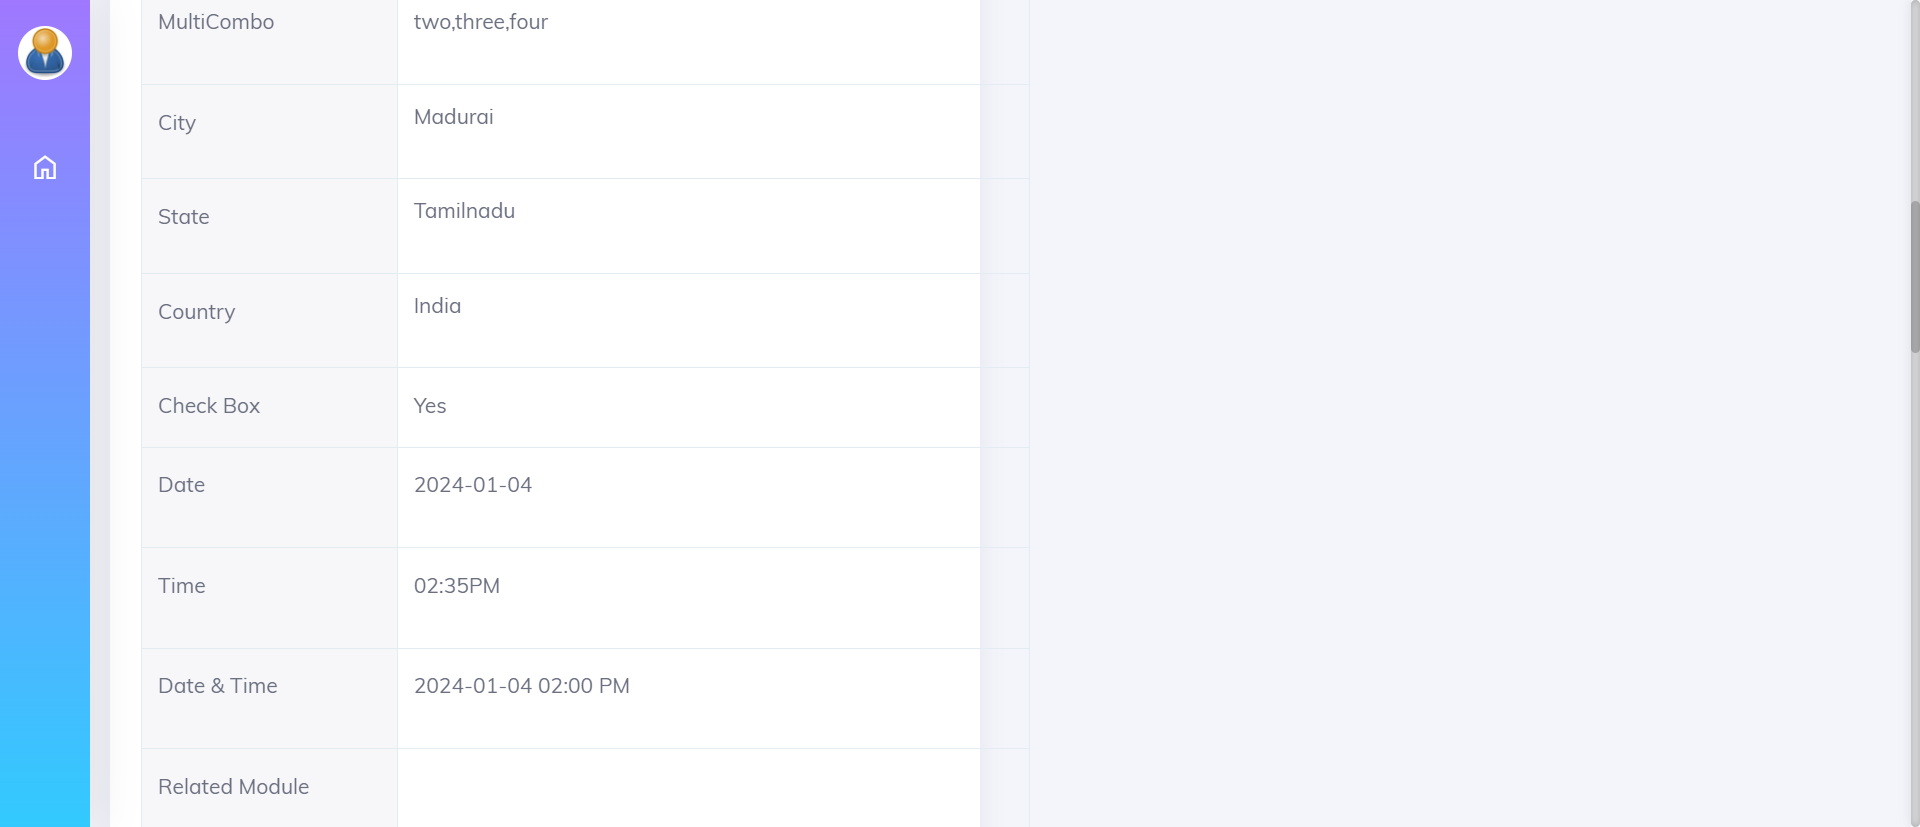 MultiCombo two,three,four
City Madurai
State Tamilnadu
Country India
Check Box Yes
Date 2024-01-04
Time 02:35PM
Date & Time 2024-01-04 02:00 PM
Related Module